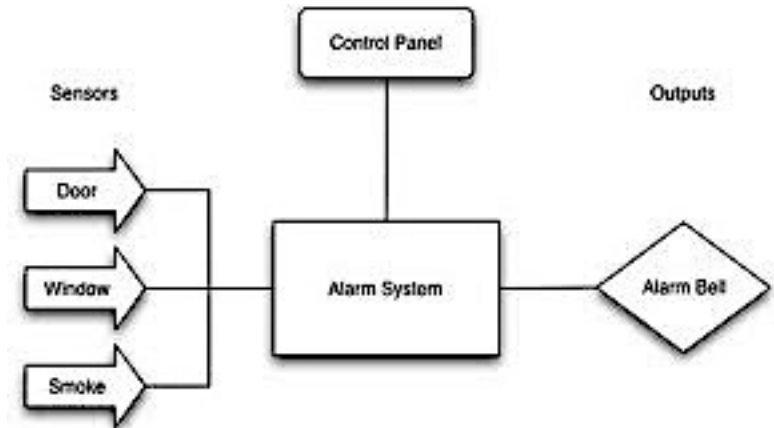 Control Panel
Sensors
Outputs
Door
Window
Alarm System
Alarm Bell
Smoke